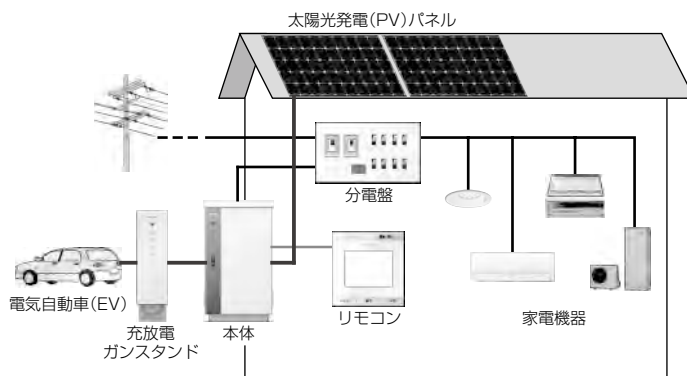 太陽光発電(PV)パネル
分電盤
電気自動車(EV)
充放電
ガンスタンド
本体
リモコン
家電機器